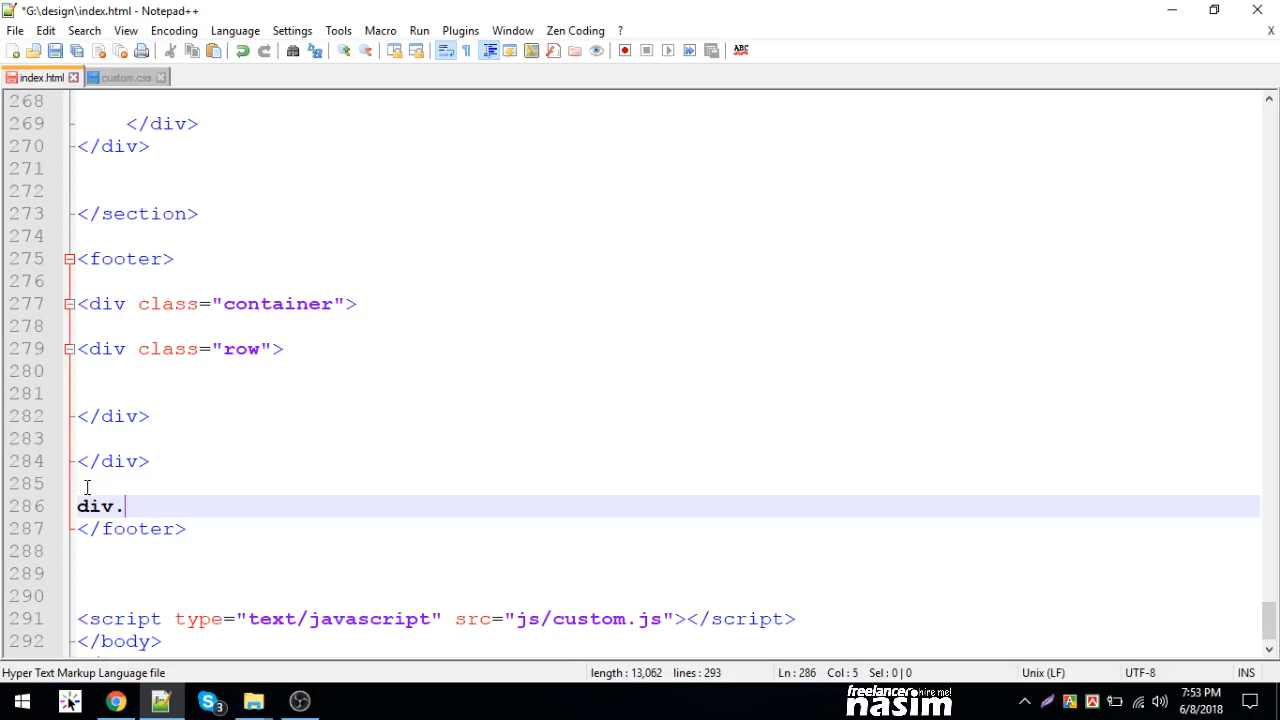 *G:\design\index.html - Notepad++
File Edit Search View Encoding Language Settings Tools Macro Run Plugins Window Zen Coding ? X
ABC
index.html custom.css
268
269 </div>
270 </div>
271
272
273 </section>
274
275 <footer>
276
277 <div class="container">
278
279 <div class="row">
280
281
282 </div>
283
284 </div>
285
286 div.
287 </footer>
288
289
290
291 <script type="text/javascript" src="js/custom.js"></script>
292 </body>
Hyper Text Markup Language file length : 13,062 lines : 293 Ln : 286 Col : 5 Sel : 0 | 0 Unix (LF) UTF-8 INS
3 freelancer hire me! 7:53 PM
nasim 6/8/2018